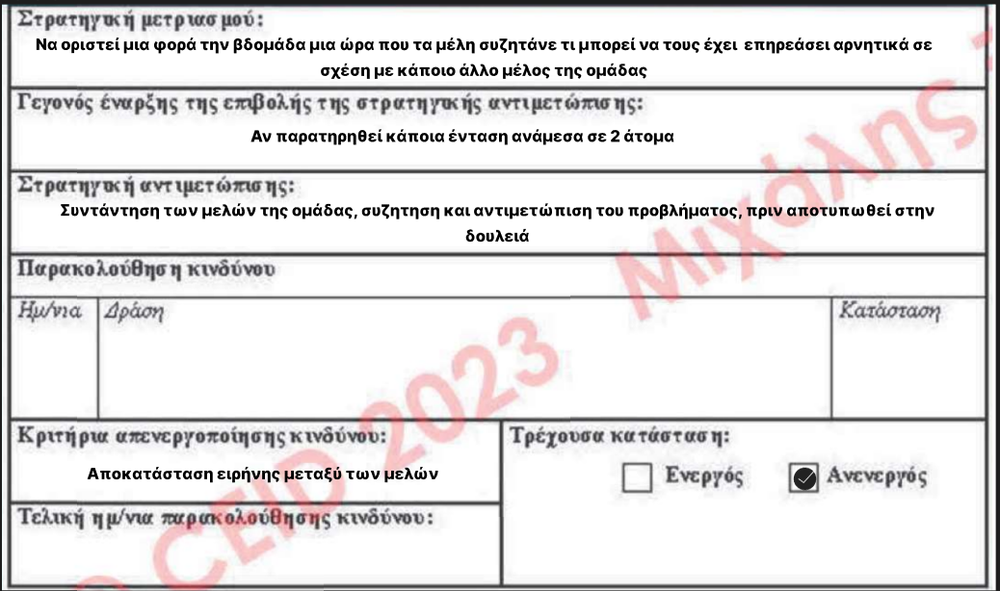 Στρατηγική μετριασμού:
Να οριστεί μια φορά την βδομάδα μια ώρα που τα μέλη συζητάνε τι μπορεί να τους έχει επηρεάσει αρνητικά σε
σχέση με κάποιο άλλο μέλος της ομάδας
Γεγονός έναρξης της επιβολής της στρατηγικής αντιμετώπισης:
Αν παρατηρηθεί κάποια ένταση ανάμεσα σε 2 άτομα
Στρατηγική αντιμετώπισης:
Συντάντηση των μελών της ομάδας, συζητηση και αντιμετώπιση του προβλήματος, πριν αποτυπωθεί στην
δουλειά
Παρακολούθηση κινδύνου
Ημ/νια Δράση Κατάσταση
Κριτήρια απενεργοποίησης κινδύνου:
Αποκατάσταση ειρήνης μεταξύ των μελών
Τελική ημ/νια παρακολούθησης κινδύνου:
Τρέχουσα κατάσταση:
Ενεργός Ανενεργός
© CEID 2023 Μιχάλης